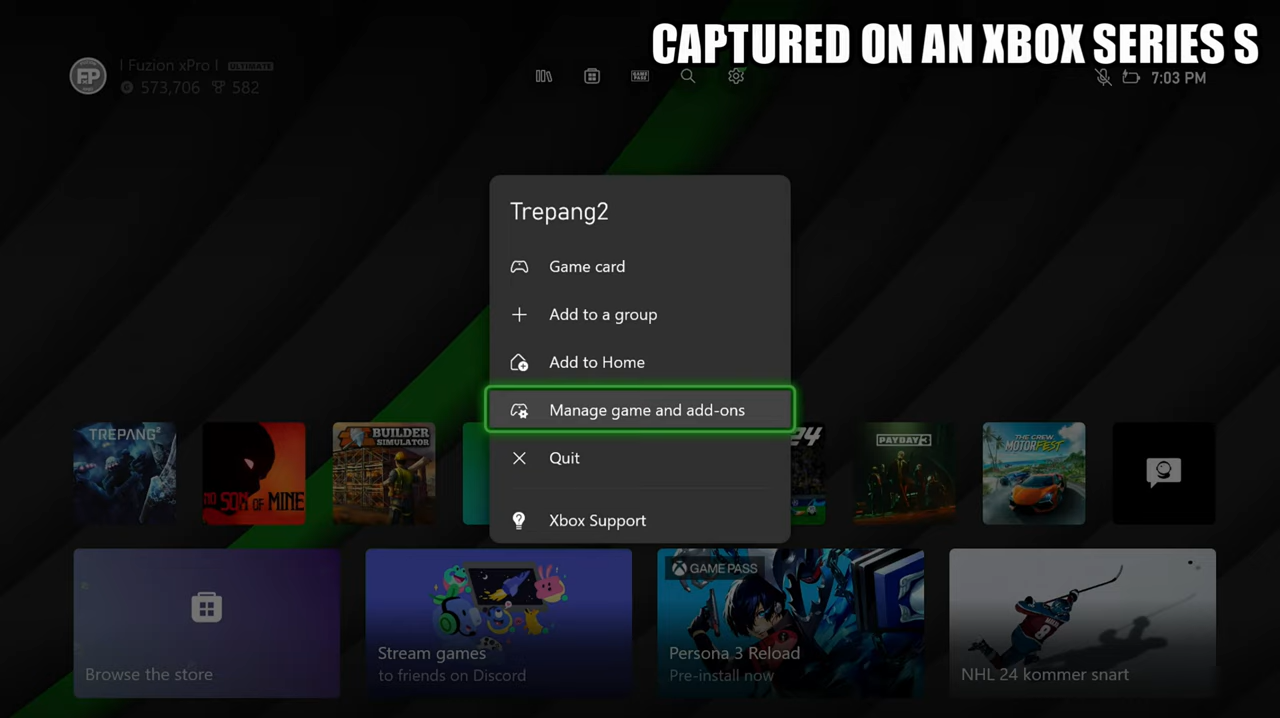 CAPTURED ON AN XBOX SERIES S
I Fuzion xPro I ULTIMATE
573,706 582
GAME PASS
7:03 PM
Trepang2
Game card
Add to a group
Add to Home
Manage game and add-ons
Quit
Xbox Support
TREPANG2
NO SON OF MINE
BUILDER SIMULATOR
24
PAYDAY 3
THE CREW MOTORFEST
Browse the store
Stream games
to friends on Discord
GAME PASS
Persona 3 Reload
Pre-install now
NHL 24 kommer snart